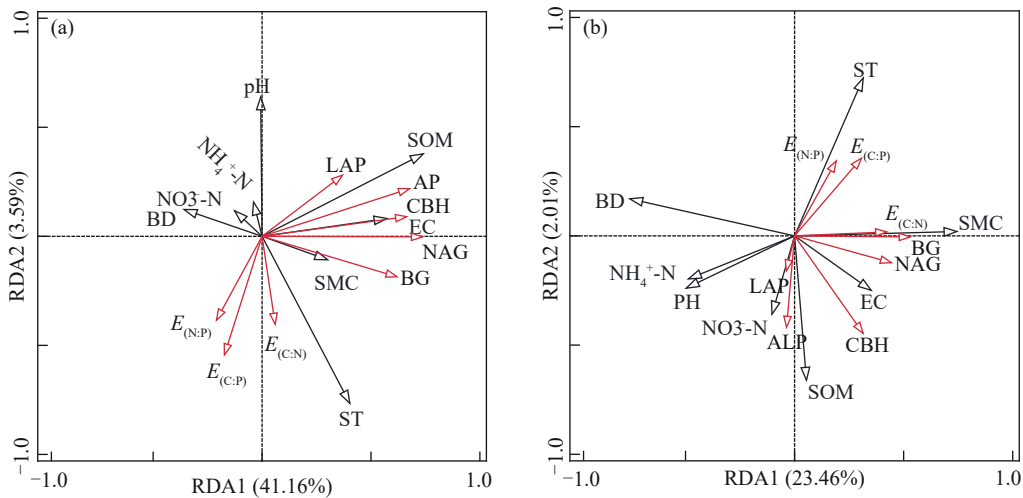 (a)
1.0
pH
SOM
NH₄⁺-N
LAP
AP
NO3⁻-N
CBH
BD
EC
NAG
SMC
BG
E(N:P)
E(C:N)
E(C:P)
ST
RDA2 (3.59%)
−1.0
−1.0
RDA1 (41.16%)
1.0
(b)
1.0
ST
E(N:P)
E(C:P)
BD
E(C:N)
SMC
BG
NH₄⁺-N
NAG
LAP
PH
EC
NO3⁻-N
ALP
CBH
SOM
RDA2 (2.01%)
−1.0
−1.0
RDA1 (23.46%)
1.0